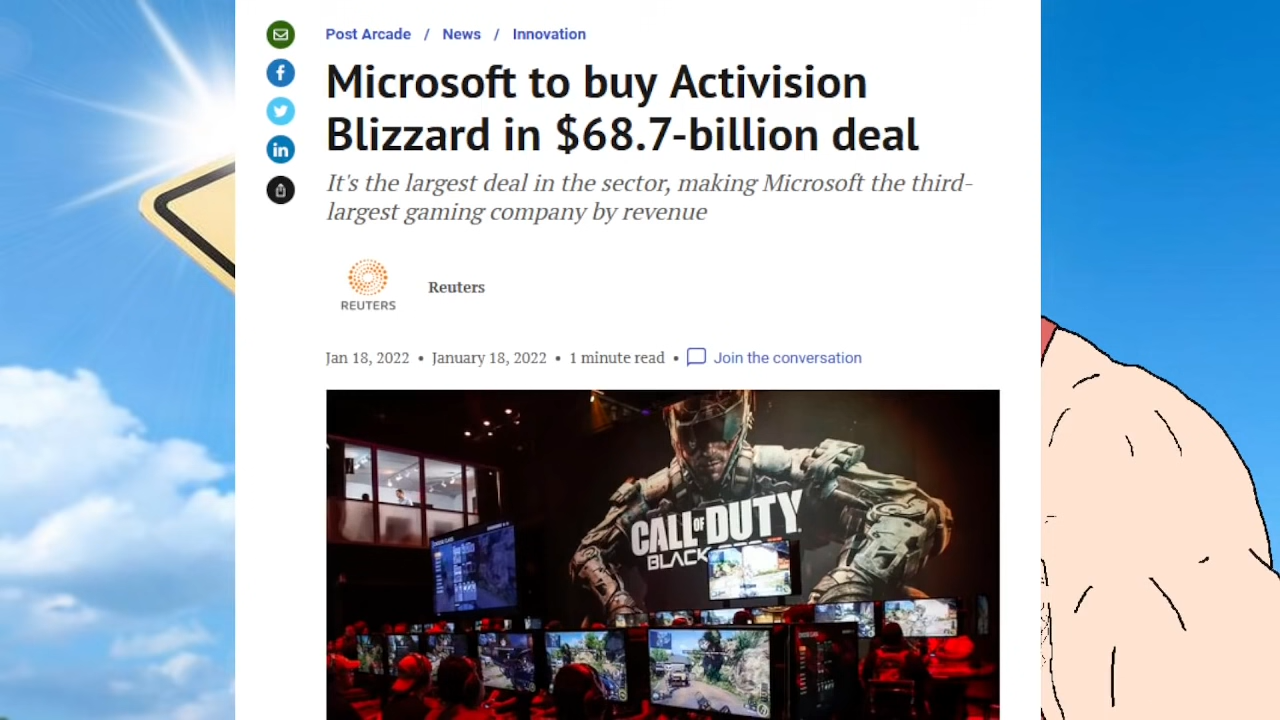 Post Arcade / News / Innovation
Microsoft to buy Activision
Blizzard in $68.7-billion deal
It's the largest deal in the sector, making Microsoft the third-
largest gaming company by revenue
REUTERS
Reuters
Jan 18, 2022 • January 18, 2022 • 1 minute read • Join the conversation
CALL OF DUTY
BLACK